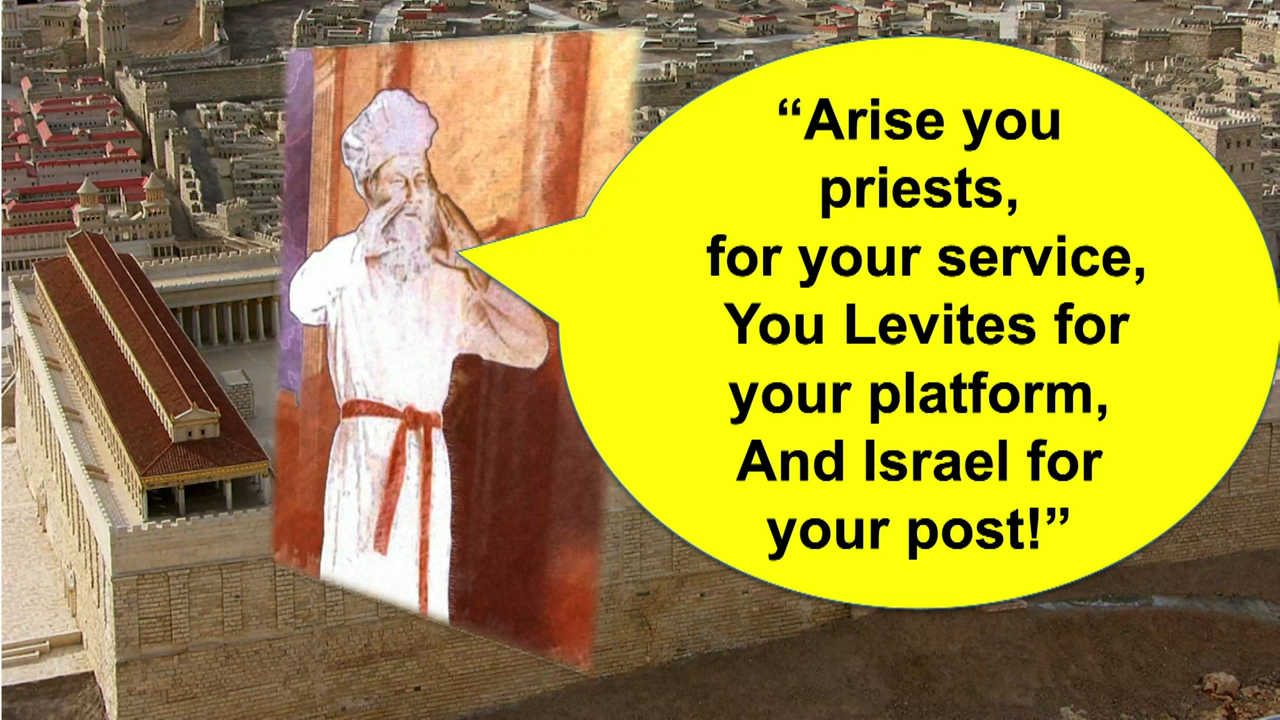 “Arise you
priests,
for your service,
You Levites for
your platform,
And Israel for
your post!”